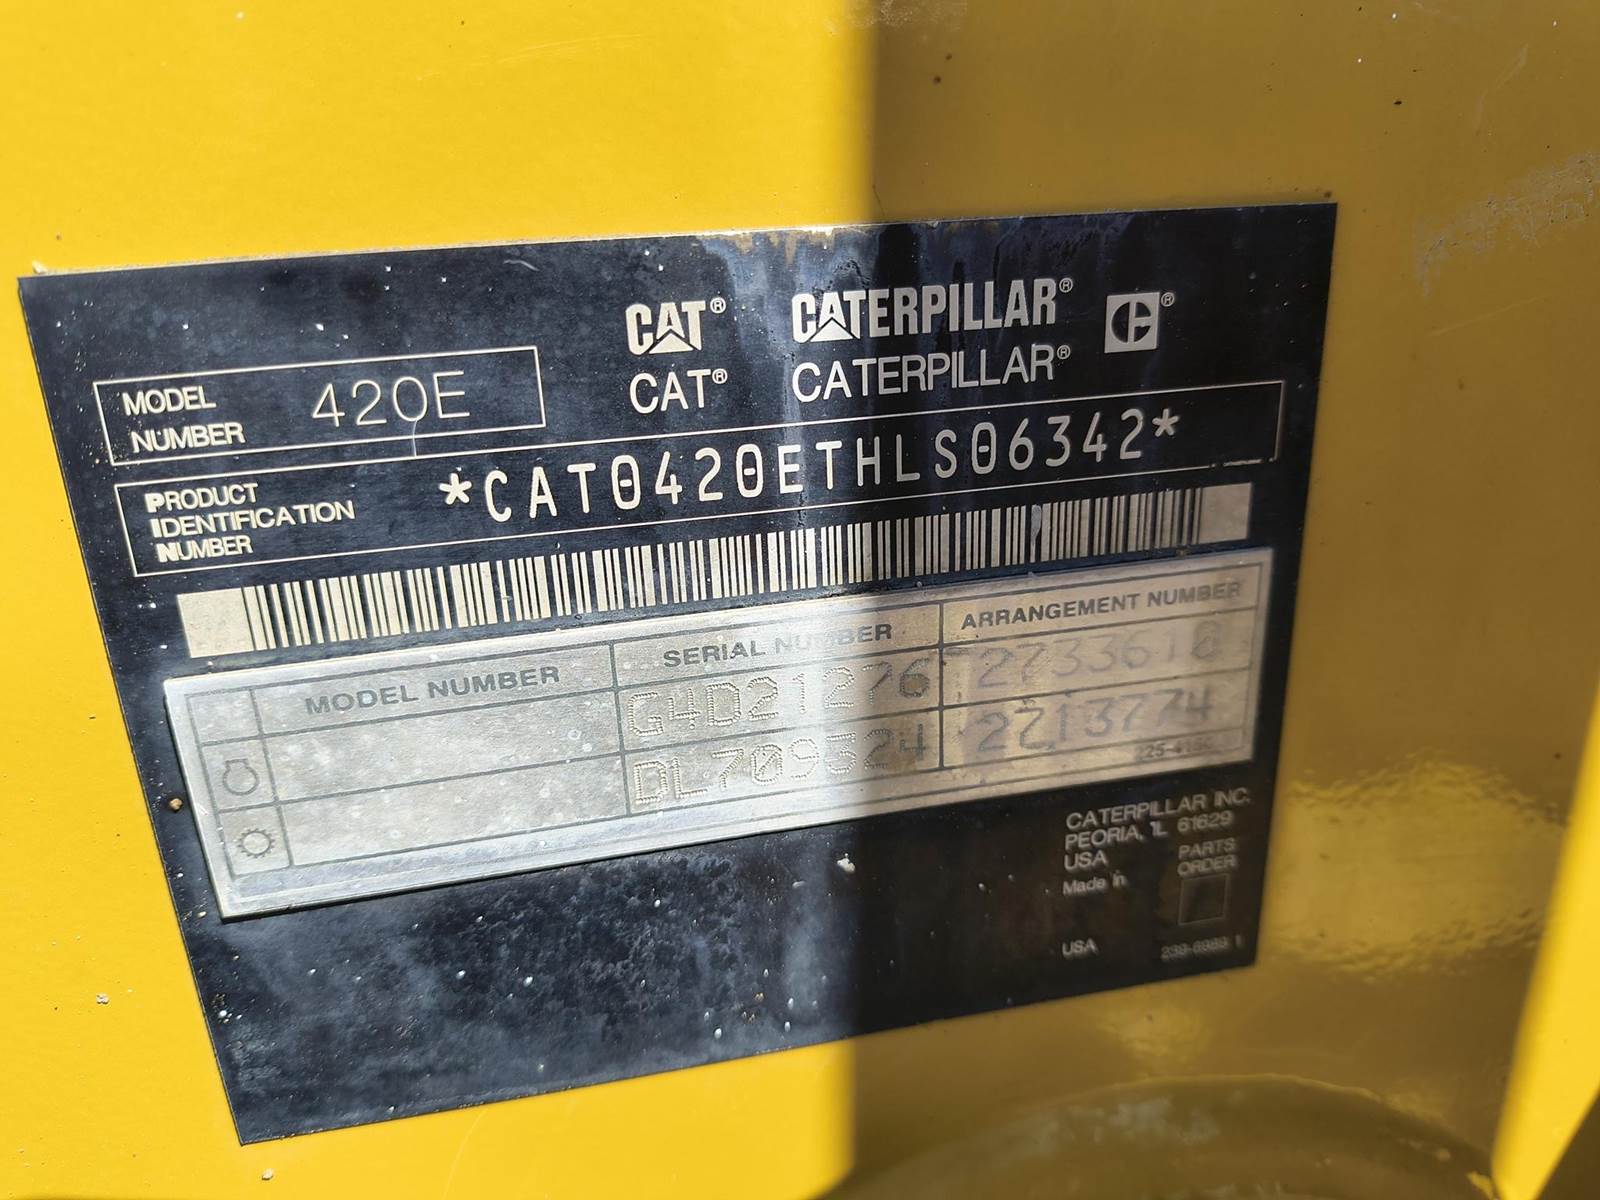 CAT® CATERPILLAR® ®
CAT® CATERPILLAR®
MODEL
NUMBER
420E
PRODUCT
IDENTIFICATION
NUMBER
*CAT0420ETHLS06342*
MODEL NUMBER SERIAL NUMBER ARRANGEMENT NUMBER
G4D21276 2733618
DL709324 2713774
CATERPILLAR INC.
PEORIA, IL 61629
USA
PARTS
ORDER
Made in
USA